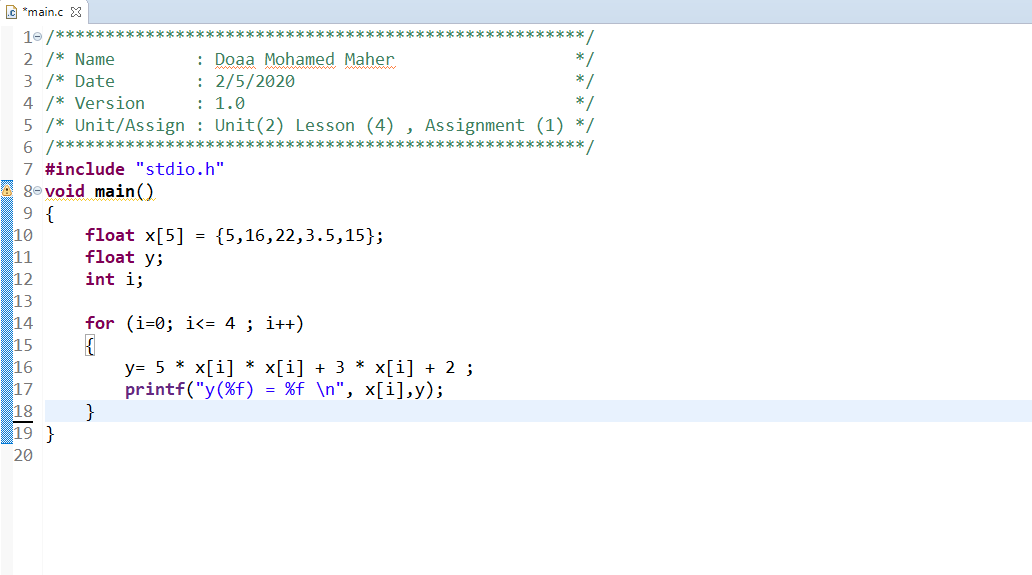 *main.c
1 /*****************************************************/
2 /* Name        : Doaa Mohamed Maher                  */
3 /* Date        : 2/5/2020                            */
4 /* Version     : 1.0                                 */
5 /* Unit/Assign : Unit(2) Lesson (4) , Assignment (1) */
6 /*****************************************************/
7 #include "stdio.h"
8 void main()
9 {
10     float x[5] = {5,16,22,3.5,15};
11     float y;
12     int i;
13
14     for (i=0; i<= 4 ; i++)
15     {
16         y= 5 * x[i] * x[i] + 3 * x[i] + 2 ;
17         printf("y(%f) = %f \n", x[i],y);
18     }
19 }
20